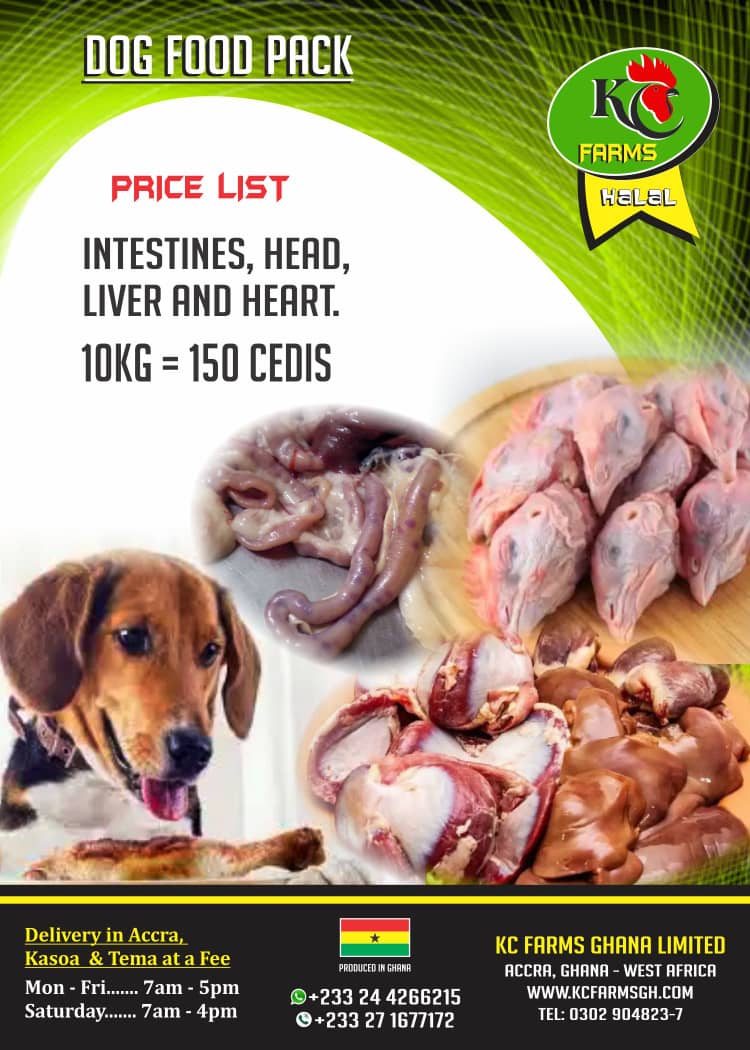 DOG FOOD PACK
KC
FARMS
HaLaL
PRICE LIST
INTESTINES, HEAD,
LIVER AND HEART.
10KG = 150 CEDIS
Delivery in Accra,
Kasoa & Tema at a Fee
Mon - Fri....... 7am - 5pm
Saturday....... 7am - 4pm
PRODUCED IN GHANA
+233 24 4266215
+233 27 1677172
KC FARMS GHANA LIMITED
ACCRA, GHANA - WEST AFRICA
WWW.KCFARMSGH.COM
TEL: 0302 904823-7